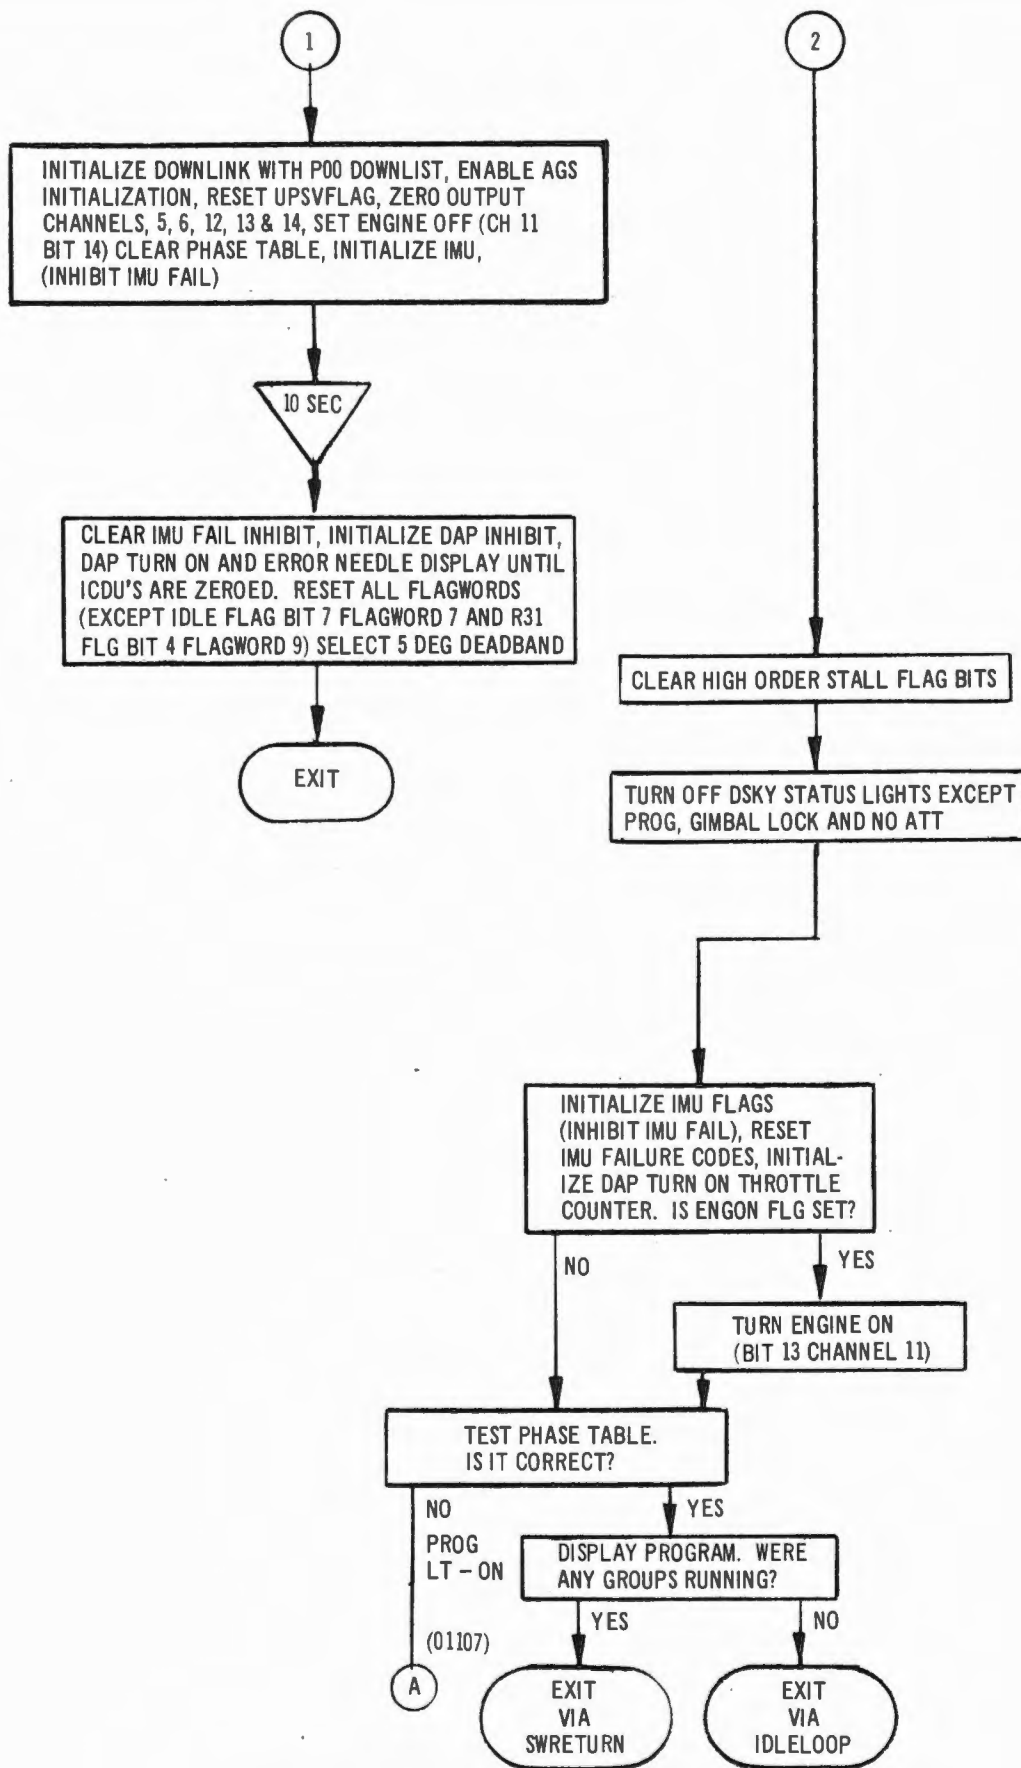 1
INITIALIZE DOWNLINK WITH P00 DOWNLIST, ENABLE AGS
INITIALIZATION, RESET UPSVFLAG, ZERO OUTPUT
CHANNELS, 5, 6, 12, 13 & 14, SET ENGINE OFF (CH 11
BIT 14) CLEAR PHASE TABLE, INITIALIZE IMU,
(INHIBIT IMU FAIL)
10 SEC
CLEAR IMU FAIL INHIBIT, INITIALIZE DAP INHIBIT,
DAP TURN ON AND ERROR NEEDLE DISPLAY UNTIL
ICDU'S ARE ZEROED. RESET ALL FLAGWORDS
(EXCEPT IDLE FLAG BIT 7 FLAGWORD 7 AND R31
FLG BIT 4 FLAGWORD 9) SELECT 5 DEG DEADBAND
EXIT
2
CLEAR HIGH ORDER STALL FLAG BITS
TURN OFF DSKY STATUS LIGHTS EXCEPT
PROG, GIMBAL LOCK AND NO ATT
INITIALIZE IMU FLAGS
(INHIBIT IMU FAIL), RESET
IMU FAILURE CODES, INITIAL-
IZE DAP TURN ON THROTTLE
COUNTER. IS ENGON FLG SET?
NO
YES
TURN ENGINE ON
(BIT 13 CHANNEL 11)
TEST PHASE TABLE.
IS IT CORRECT?
NO
PROG
LT - ON
(01107)
A
YES
DISPLAY PROGRAM. WERE
ANY GROUPS RUNNING?
YES
NO
EXIT
VIA
SWRETURN
EXIT
VIA
IDLELOOP